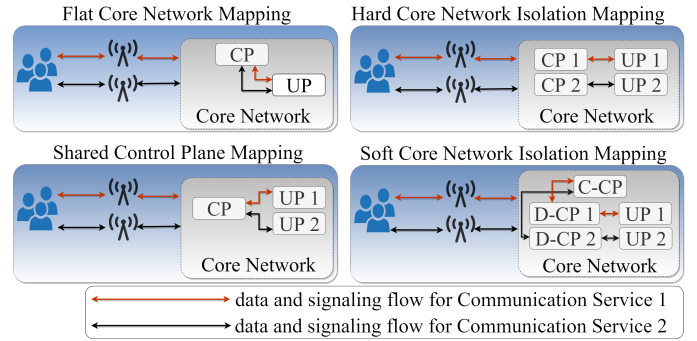 Flat Core Network Mapping
CP
UP
Core Network
Hard Core Network Isolation Mapping
CP 1
UP 1
CP 2
UP 2
Core Network
Shared Control Plane Mapping
CP
UP 1
UP 2
Core Network
Soft Core Network Isolation Mapping
C-CP
D-CP 1
UP 1
D-CP 2
UP 2
Core Network
data and signaling flow for Communication Service 1
data and signaling flow for Communication Service 2